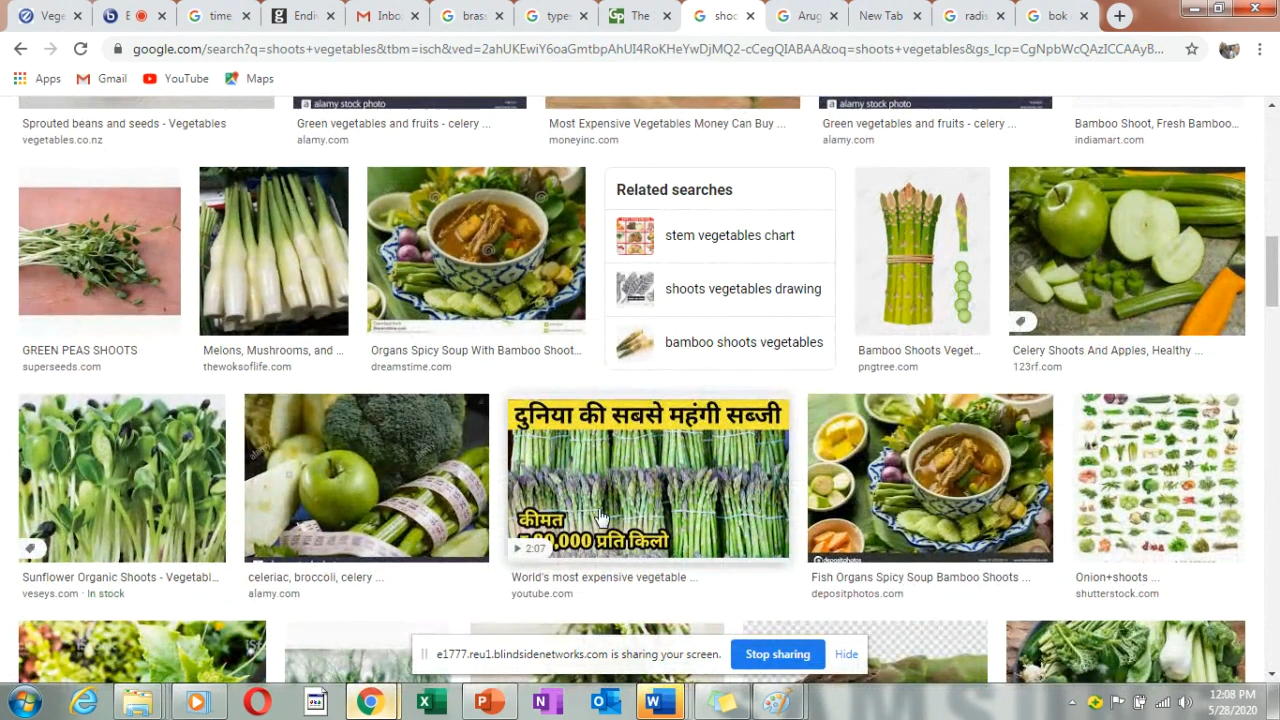 Vege
E
time
Endiv
Inbo
brass
type
The
shoo
Arug
New Tab
radis
bok c
google.com/search?q=shoots+vegetables&tbm=isch&ved=2ahUKEwiY6oaGmtbpAhUI4RoKHeYwDjMQ2-cCegQIABAA&oq=shoots+vegetables&gs_lcp=CgNpbWcQAzICCAAyB...
Apps
Gmail
YouTube
Maps
alamy stock photo
alamy stock photo
Sprouted beans and seeds - Vegetables
vegetables.co.nz
Green vegetables and fruits - celery ...
alamy.com
Most Expensive Vegetables Money Can Buy ...
moneyinc.com
Green vegetables and fruits - celery ...
alamy.com
Bamboo Shoot, Fresh Bamboo...
indiamart.com
Related searches
stem vegetables chart
shoots vegetables drawing
bamboo shoots vegetables
GREEN PEAS SHOOTS
superseeds.com
Melons, Mushrooms, and ...
thewoksoflife.com
Organs Spicy Soup With Bamboo Shoot...
dreamstime.com
Bamboo Shoots Veget...
pngtree.com
Celery Shoots And Apples, Healthy ...
123rf.com
दुनिया की सबसे महंगी सब्जी
कीमत
00,000 प्रति किलो
2:07
depositphotos
Sunflower Organic Shoots - Vegetabl...
veseys.com · In stock
celeriac, broccoli, celery ...
alamy.com
World's most expensive vegetable ...
youtube.com
Fish Organs Spicy Soup Bamboo Shoots ...
depositphotos.com
Onion+shoots ...
shutterstock.com
e1777.reu1.blindsidenetworks.com is sharing your screen.
Stop sharing
Hide
12:08 PM
5/28/2020